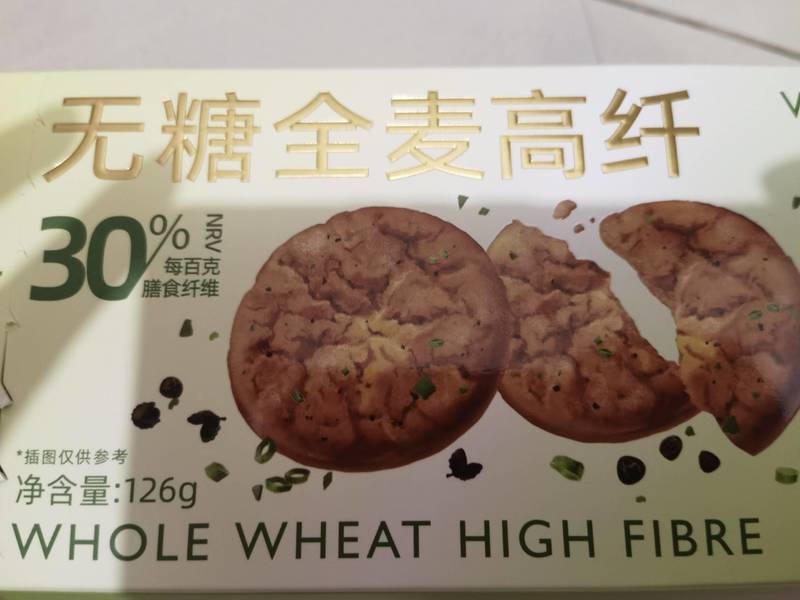 无糖全麦高纤
30% NRV
每百克
膳食纤维
*插图仅供参考
净含量:126g
WHOLE WHEAT HIGH FIBRE